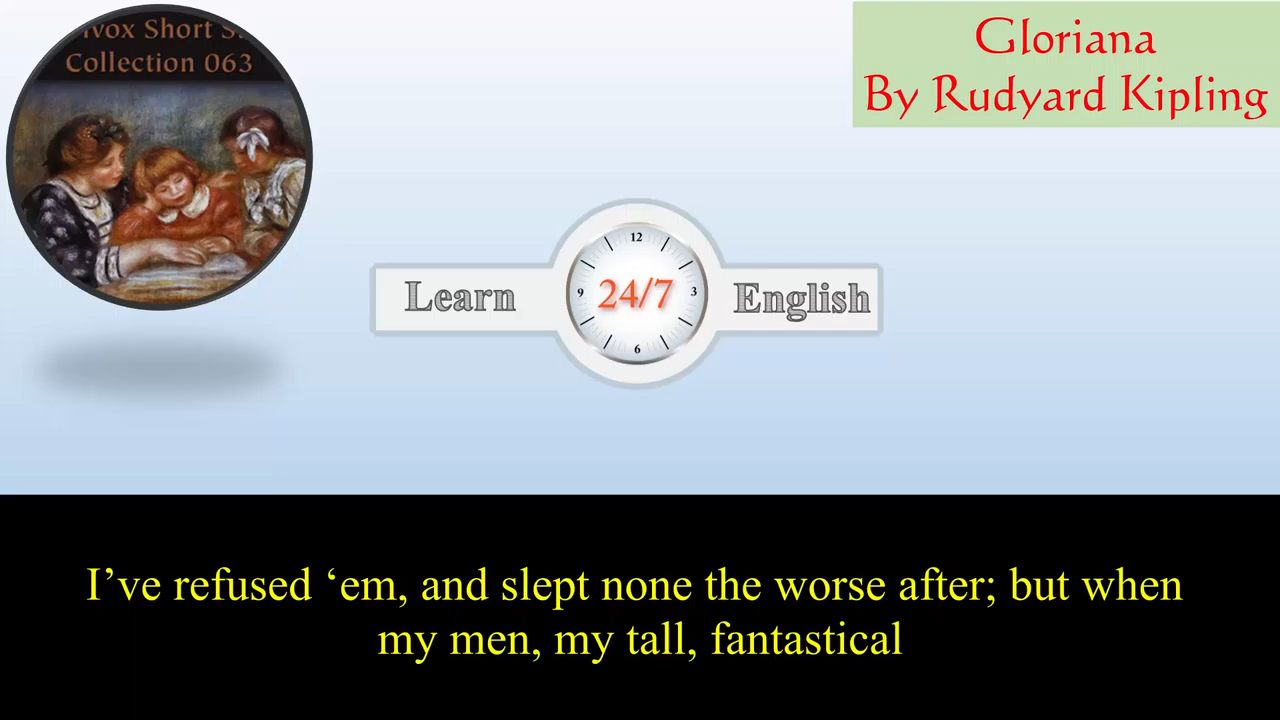 Short
Collection 063
Gloriana
By Rudyard Kipling
12
Learn
9
24/7
3
English
6
I’ve refused ‘em, and slept none the worse after; but when
my men, my tall, fantastical